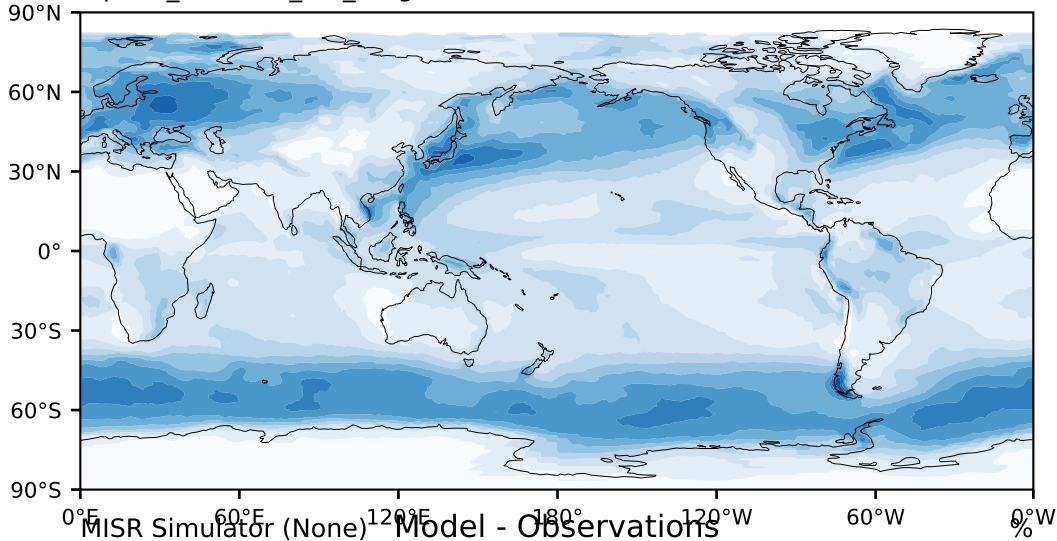 90°N
60°N
30°N
0°
30°S
60°S
90°S
0°E 60°E 120°E 180° 120°W 60°W 0°W
MISR Simulator (None) Model - Observations %